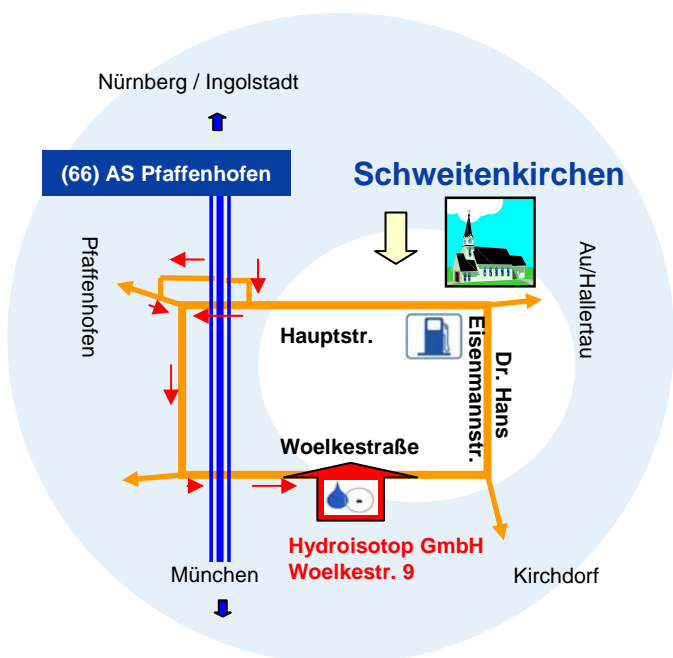 Nürnberg / Ingolstadt
(66) AS Pfaffenhofen
Schweitenkirchen
Pfaffenhofen
Au/Hallertau
Hauptstr.
Dr. Hans
Eisenmannstr.
Woelkestraße
Hydroisotop GmbH
Woelkestr. 9
München
Kirchdorf